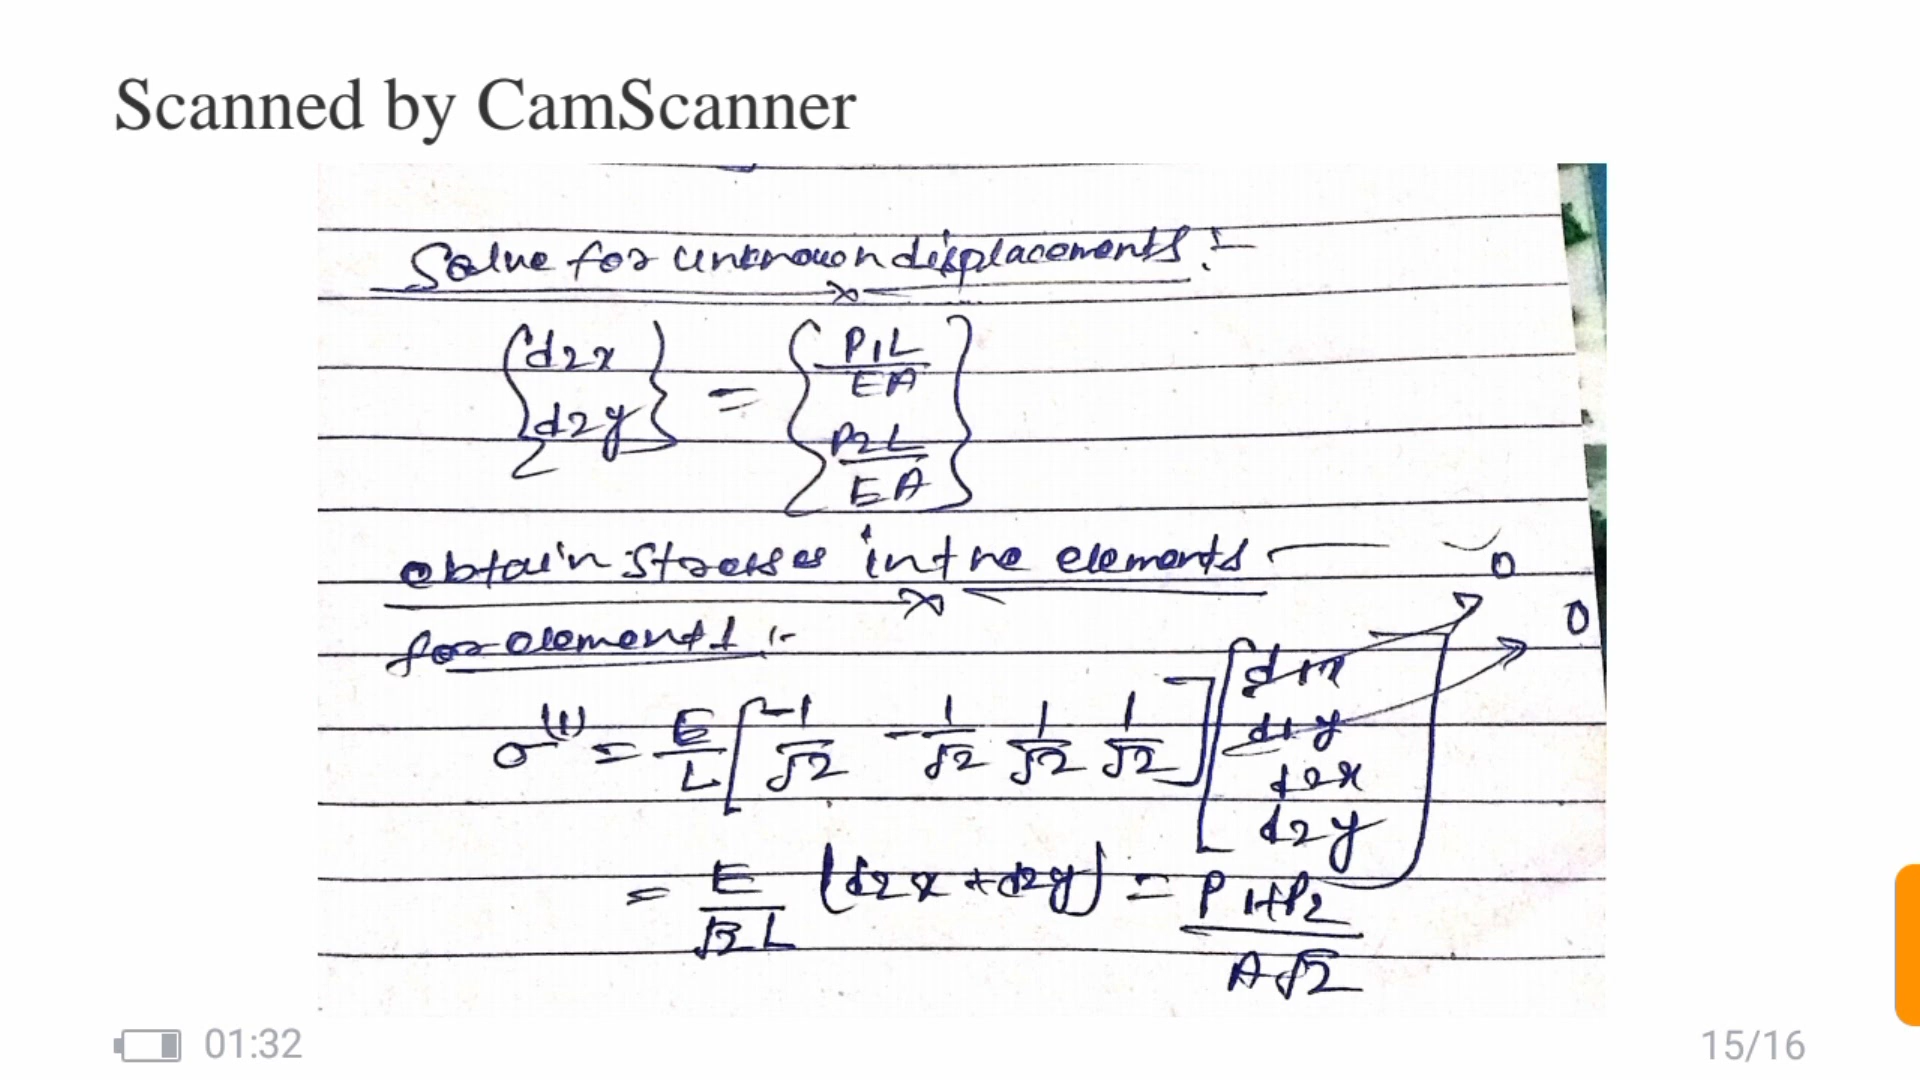 Scanned by CamScanner
Solve for unknown displacements :-
{d2x d2y} = {P1L/EA P2L/EA}
obtain stresses in the elements
0
0
for element 1 :-
σ(1) = E/L [-1/√2 -1/√2 1/√2 1/√2] [d1x d1y d2x d2y]
= E/√2L (d2x + d2y) = P1+P2/A√2
01:32
15/16